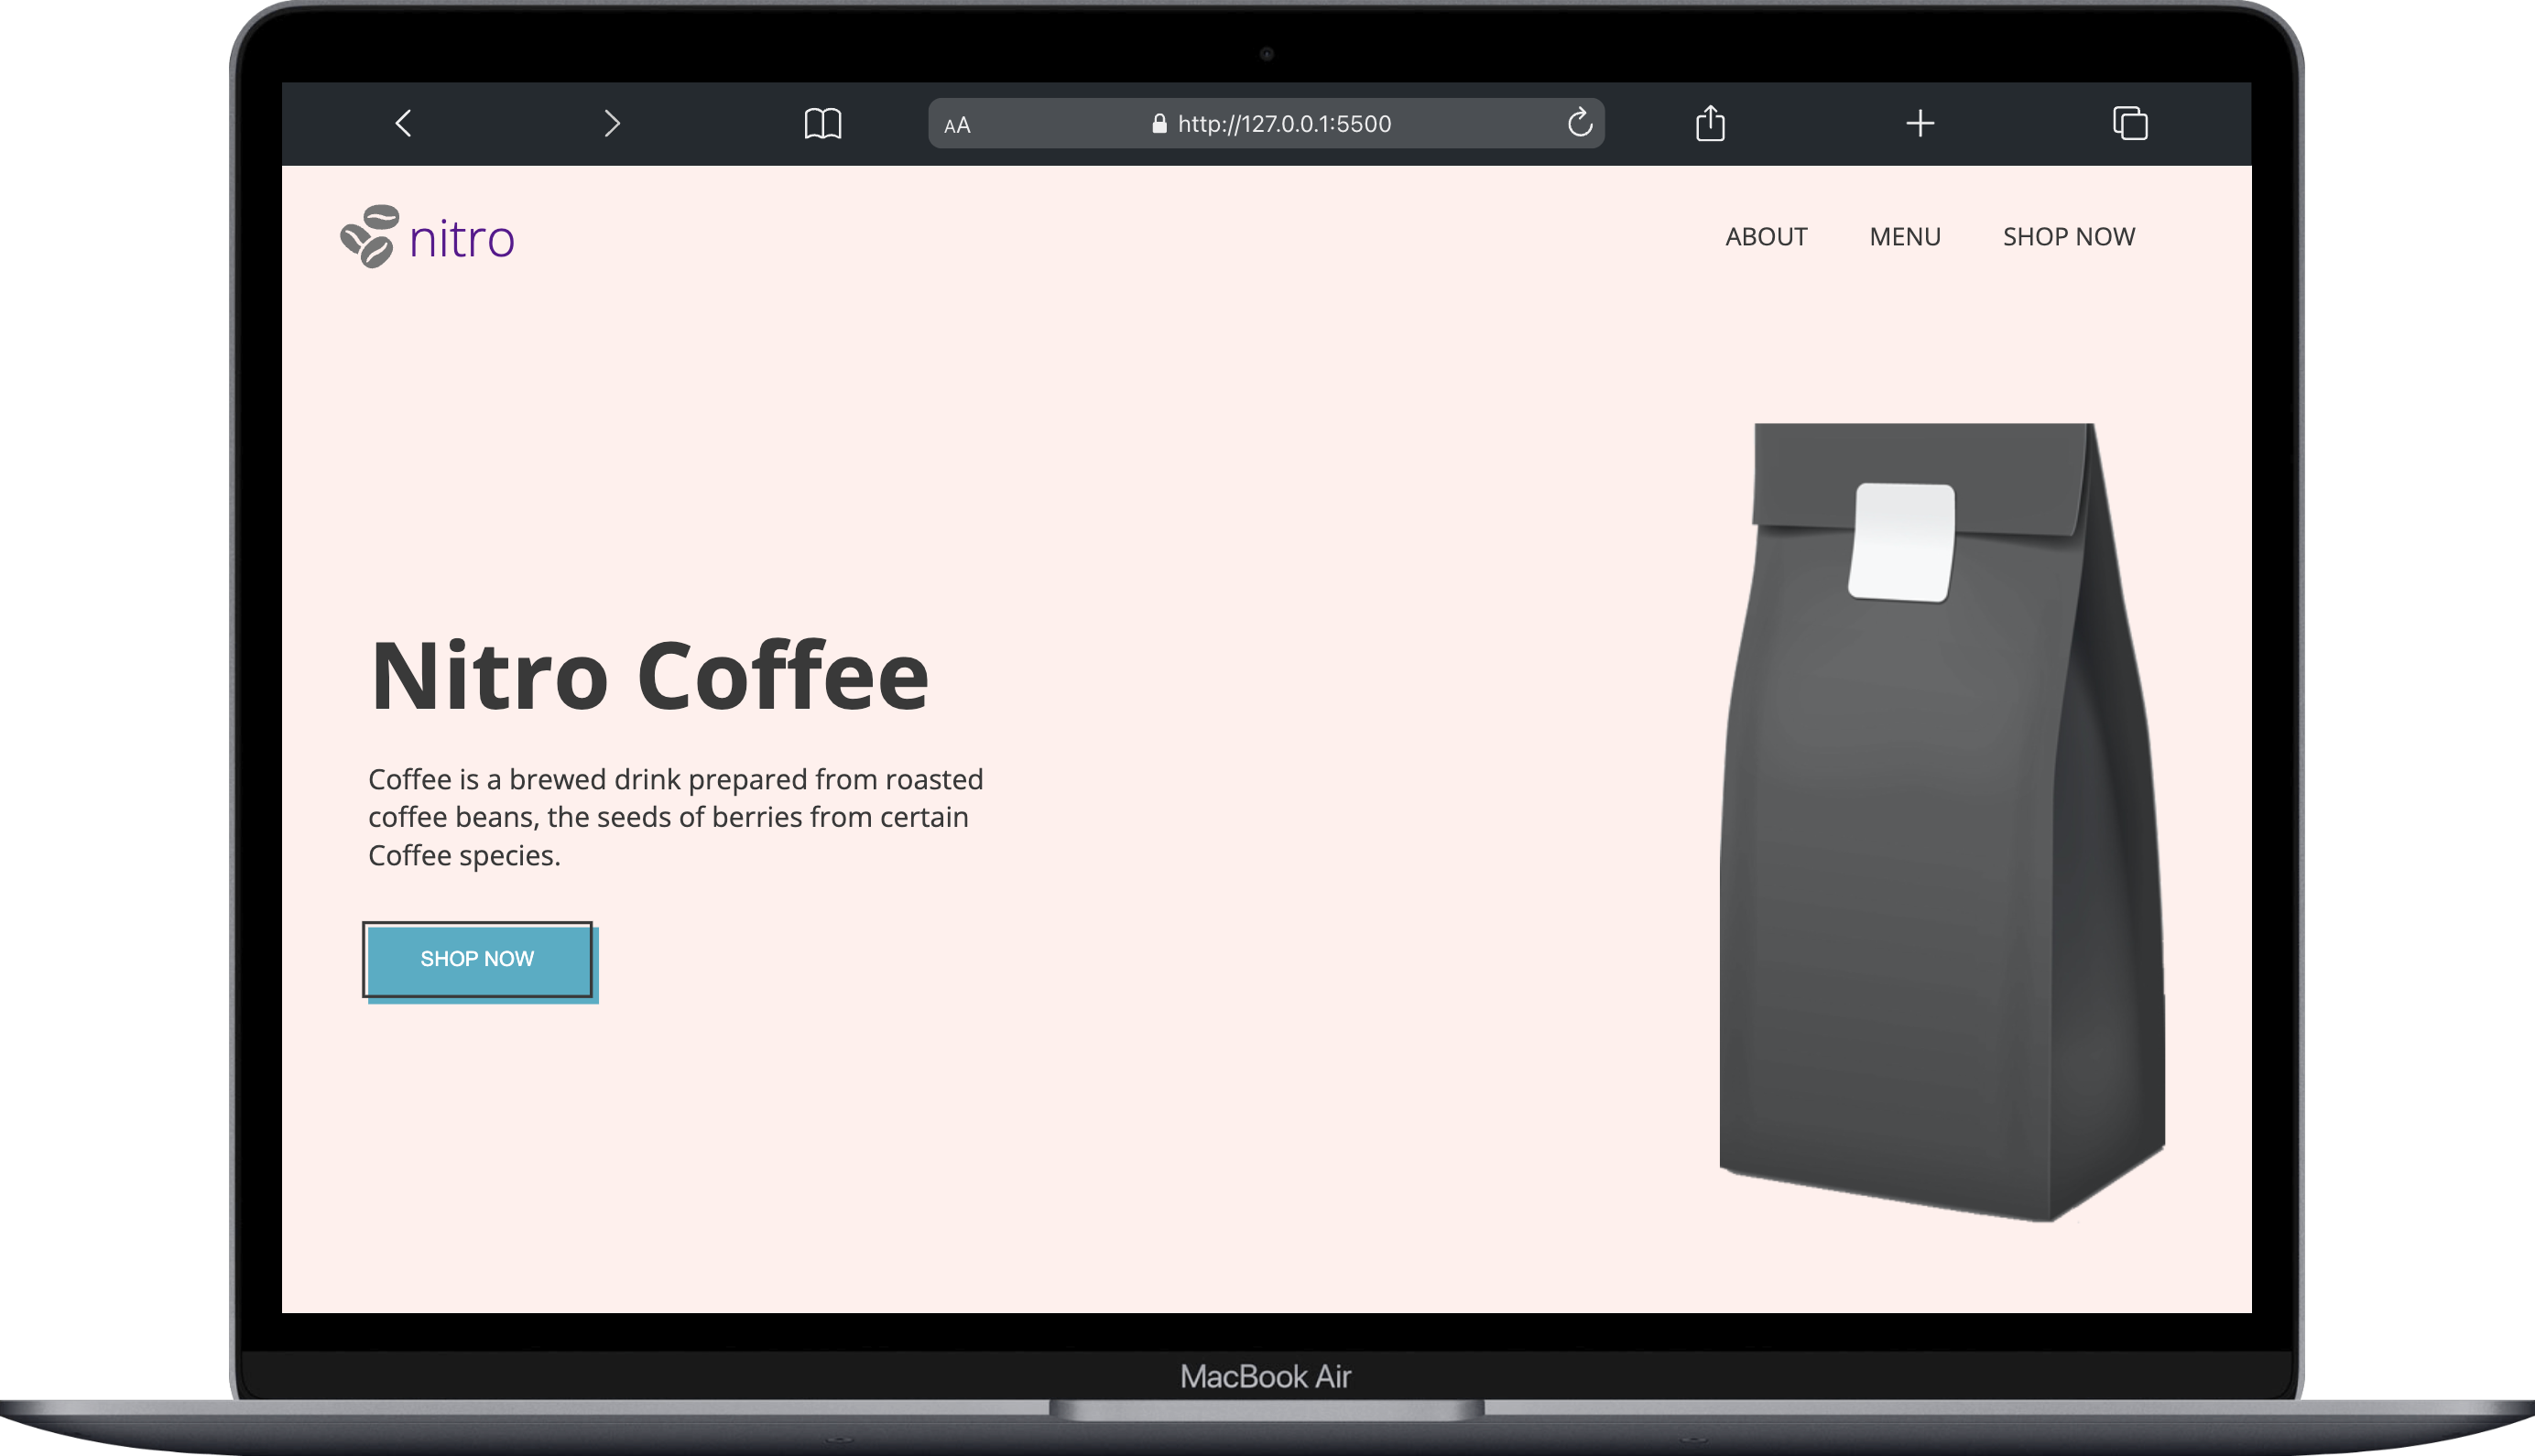 AA http://127.0.0.1:5500
nitro ABOUT MENU SHOP NOW
Nitro Coffee
Coffee is a brewed drink prepared from roasted
coffee beans, the seeds of berries from certain
Coffee species.
SHOP NOW
MacBook Air